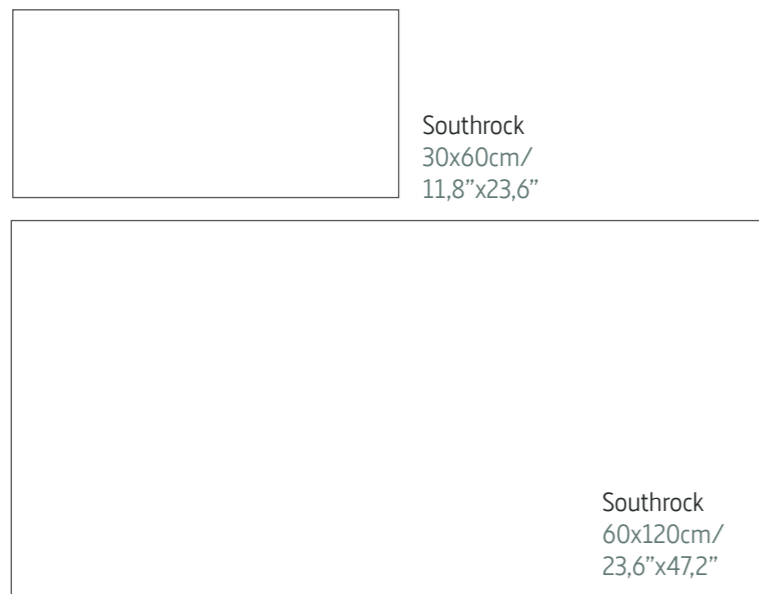 Southrock
30x60cm/
11,8”x23,6”
Southrock
60x120cm/
23,6”x47,2”